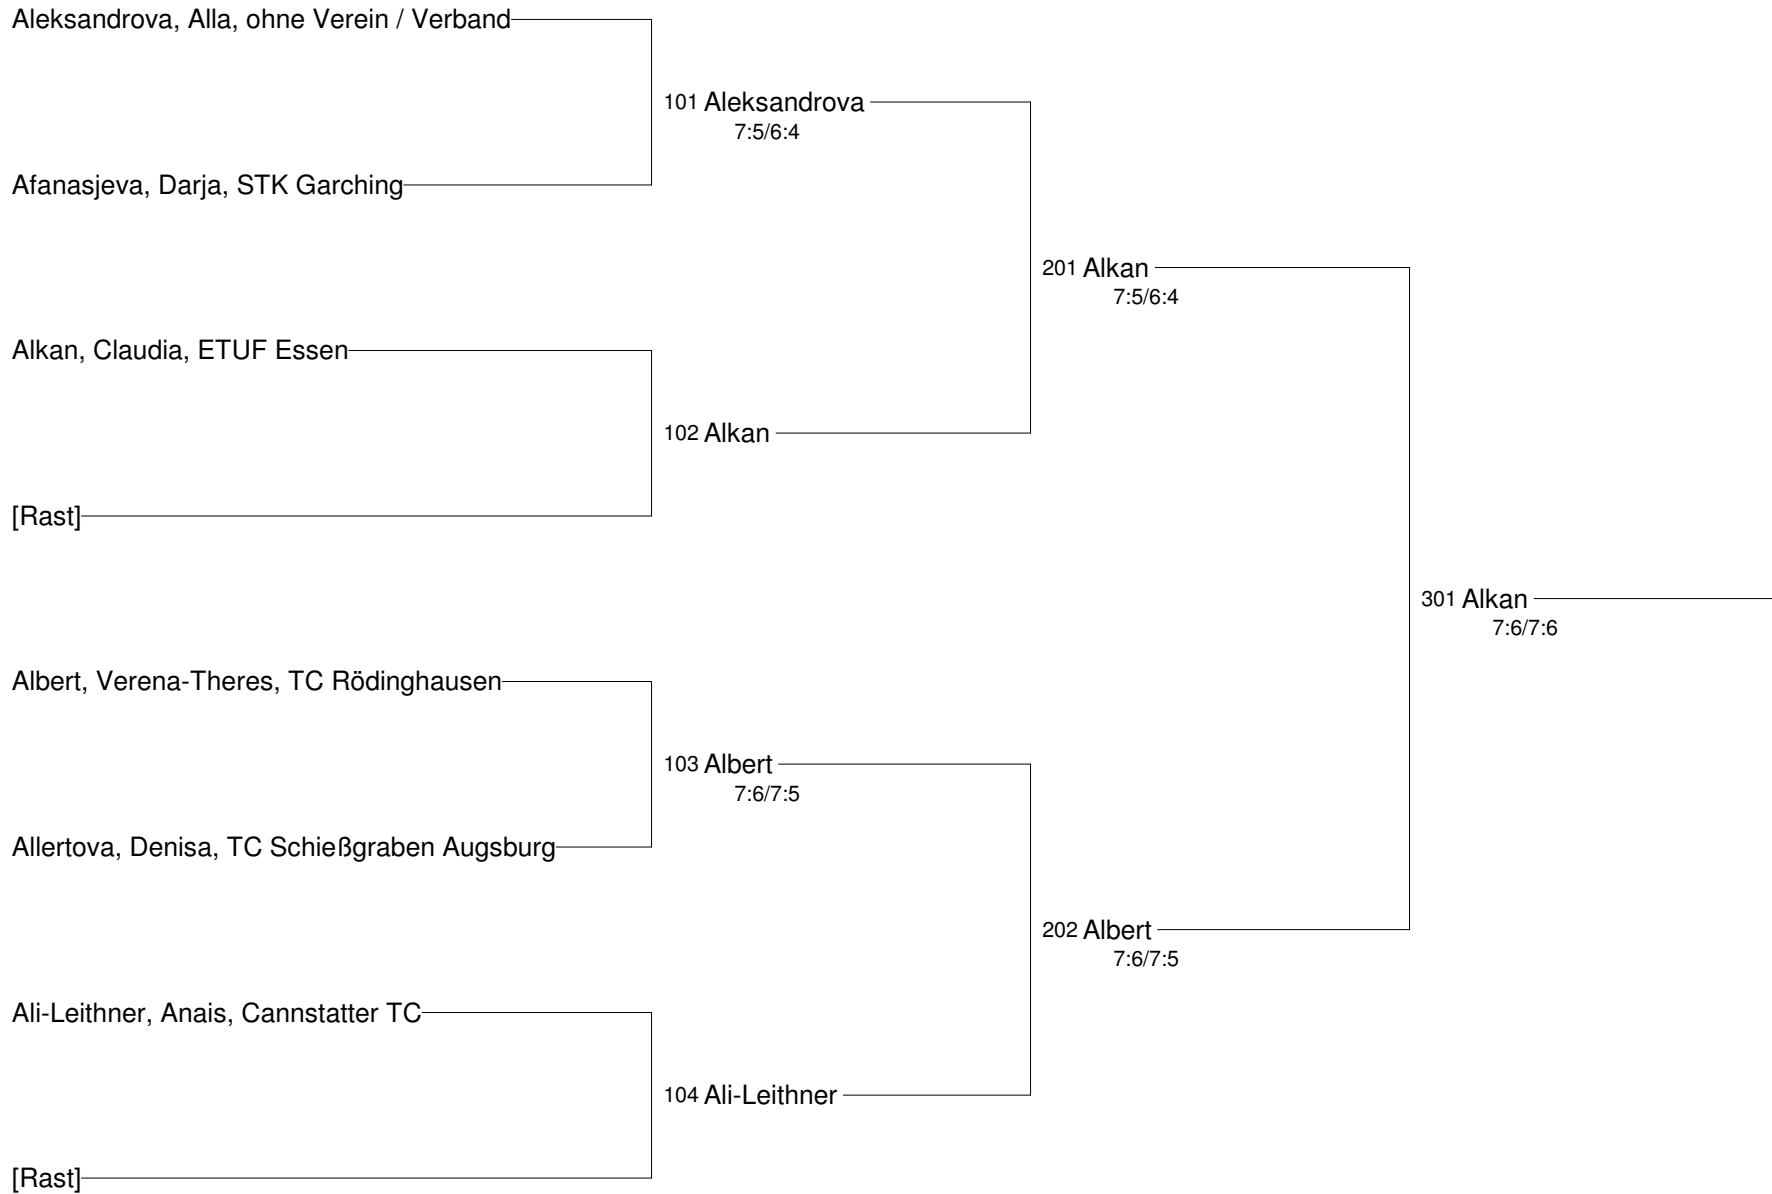 Aleksandrova, Alla, ohne Verein / Verband
101 Aleksandrova
7:5/6:4
Afanasjeva, Darja, STK Garching
201 Alkan
7:5/6:4
Alkan, Claudia, ETUF Essen
102 Alkan
[Rast]
301 Alkan
7:6/7:6
Albert, Verena-Theres, TC Rödinghausen
103 Albert
7:6/7:5
Allertova, Denisa, TC Schießgraben Augsburg
202 Albert
7:6/7:5
Ali-Leithner, Anais, Cannstatter TC
104 Ali-Leithner
[Rast]